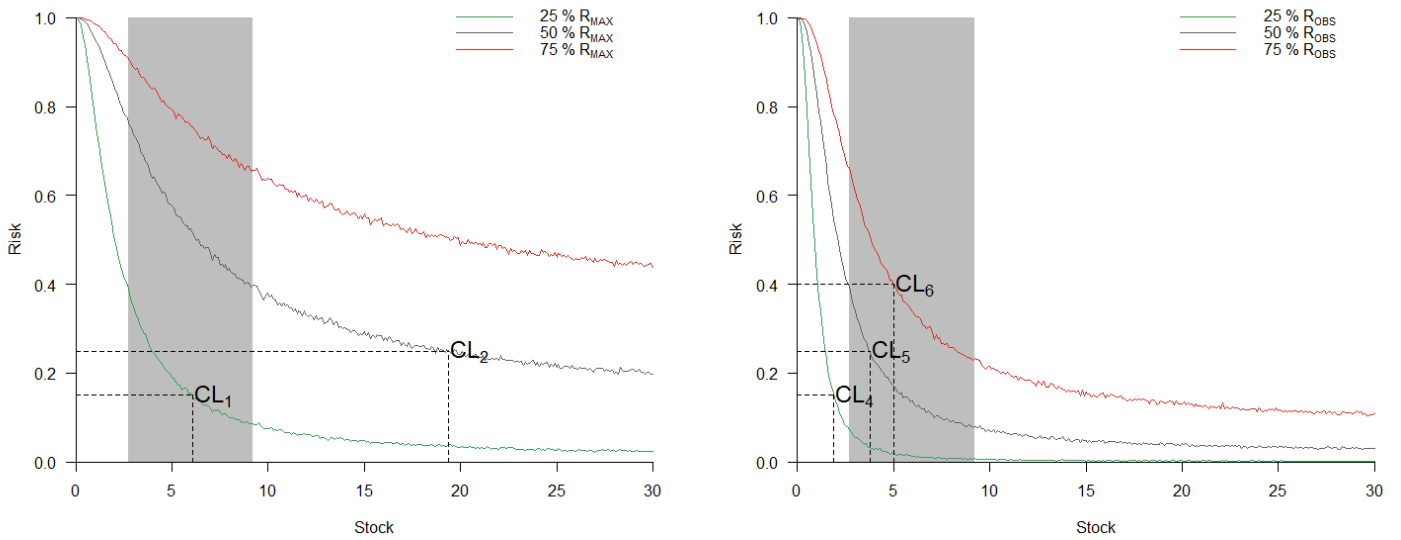 25 % RMAX
50 % RMAX
75 % RMAX
1.0
0.8
0.6
0.4
0.2
0.0
Risk
CL1
CL2
0 5 10 15 20 25 30
Stock
25 % ROBS
50 % ROBS
75 % ROBS
1.0
0.8
0.6
0.4
0.2
0.0
Risk
CL6
CL5
CL4
0 5 10 15 20 25 30
Stock